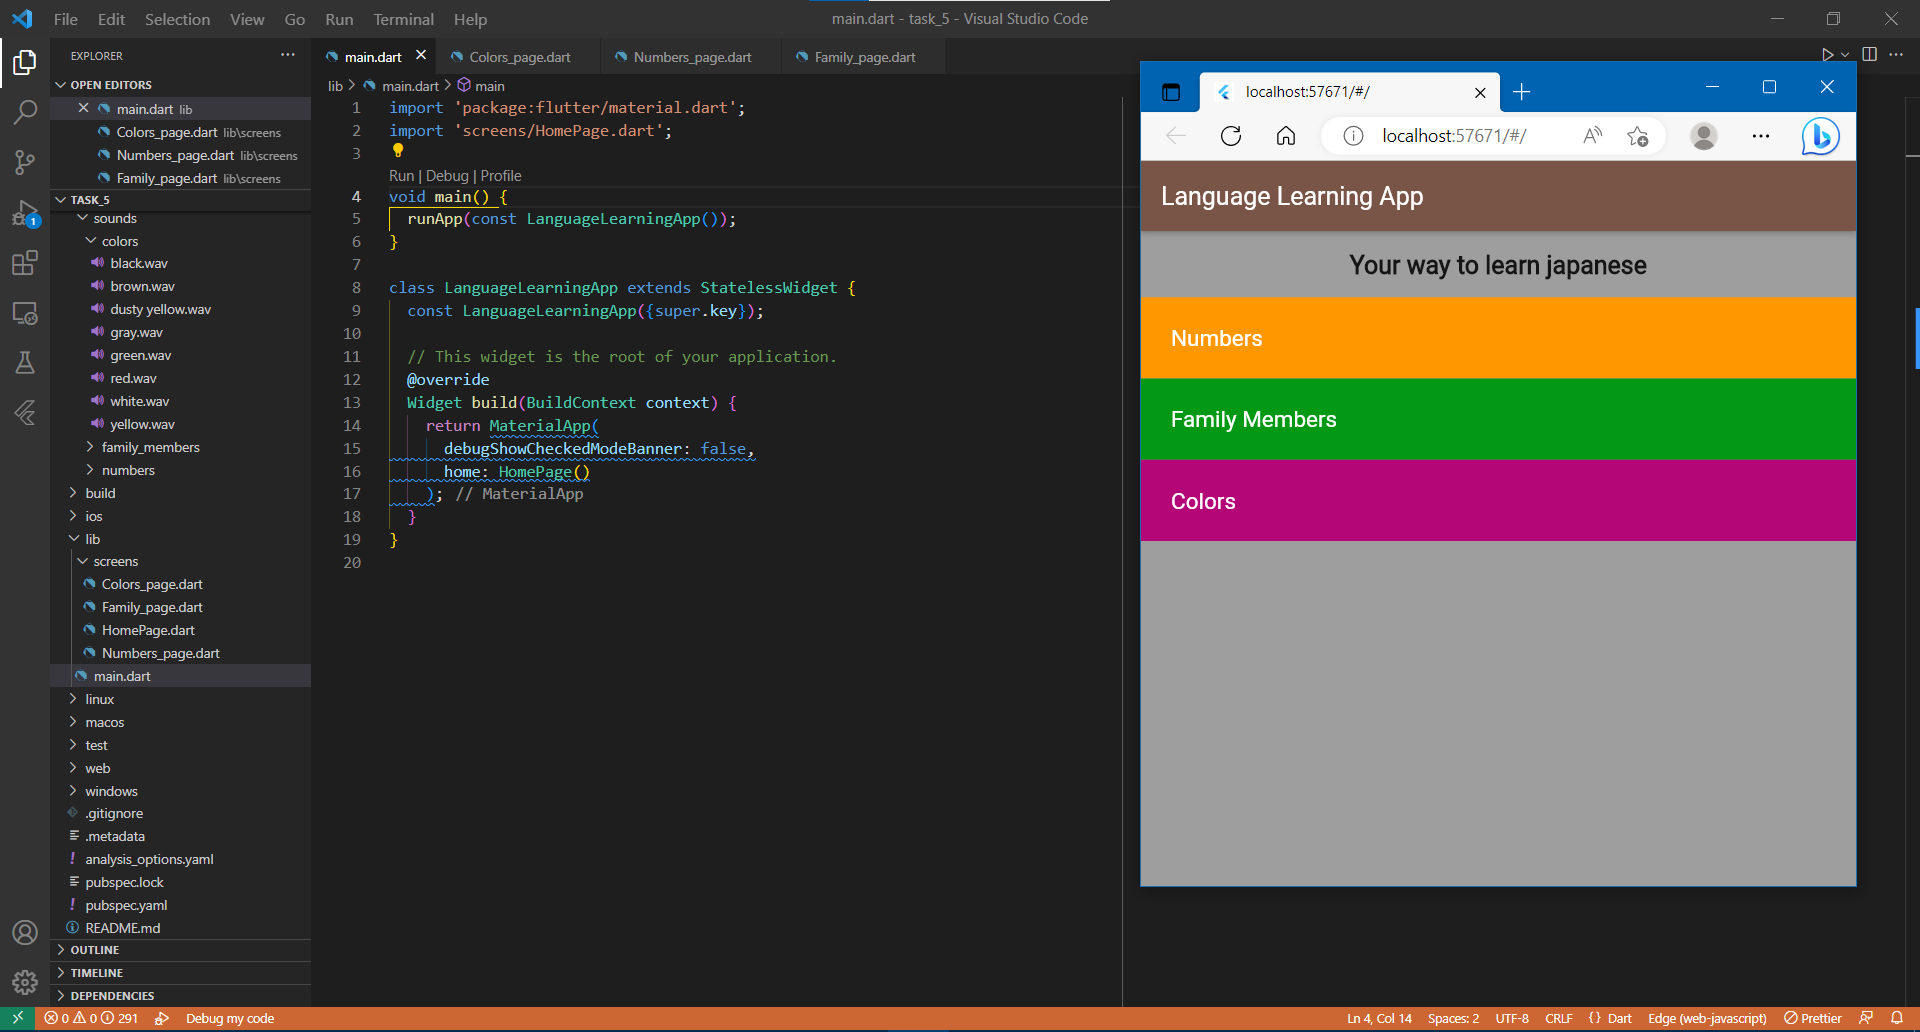 File Edit Selection View Go Run Terminal Help
main.dart - task_5 - Visual Studio Code
EXPLORER
OPEN EDITORS
main.dart lib
Colors_page.dart lib\screens
Numbers_page.dart lib\screens
Family_page.dart lib\screens
TASK_5
sounds
colors
black.wav
brown.wav
dusty yellow.wav
gray.wav
green.wav
red.wav
white.wav
yellow.wav
family_members
numbers
build
ios
lib
screens
Colors_page.dart
Family_page.dart
HomePage.dart
Numbers_page.dart
main.dart
linux
macos
test
web
windows
.gitignore
.metadata
analysis_options.yaml
pubspec.lock
pubspec.yaml
README.md
OUTLINE
TIMELINE
DEPENDENCIES
1
main.dart Colors_page.dart Numbers_page.dart Family_page.dart
lib > main.dart > main
1 import 'package:flutter/material.dart';
2 import 'screens/HomePage.dart';
3
Run | Debug | Profile
4 void main() {
5 runApp(const LanguageLearningApp());
6 }
7
8 class LanguageLearningApp extends StatelessWidget {
9 const LanguageLearningApp({super.key});
10
11 // This widget is the root of your application.
12 @override
13 Widget build(BuildContext context) {
14 return MaterialApp(
15 debugShowCheckedModeBanner: false,
16 home: HomePage()
17 ); // MaterialApp
18 }
19 }
20
localhost:57671/#/
localhost:57671/#/
Language Learning App
Your way to learn japanese
Numbers
Family Members
Colors
0 0 291 Debug my code
Ln 4, Col 14 Spaces: 2 UTF-8 CRLF {} Dart Edge (web-javascript) Prettier